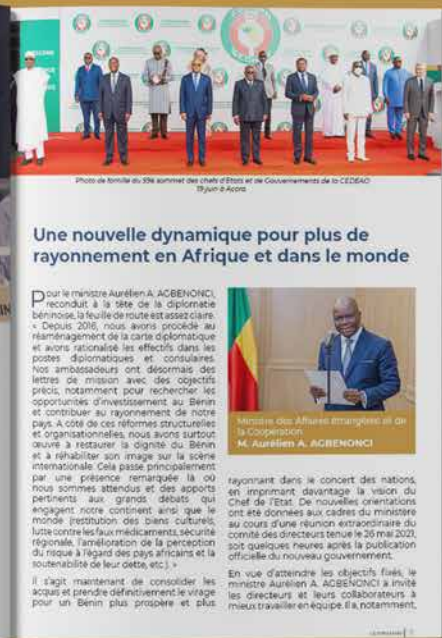 Photo de famille du 59è sommet des chefs d'Etats et de Gouvernements de la CEDEAO
19 juin à Accra.
Une nouvelle dynamique pour plus de
rayonnement en Afrique et dans le monde
Pour le ministre Aurélien A. AGBENONCI,
reconduit à la tête de la diplomatie
béninoise, la feuille de route est assez claire.
« Depuis 2016, nous avons procédé au
réaménagement de la carte diplomatique
et avons rationalisé les effectifs dans les
postes diplomatiques et consulaires.
Nos ambassadeurs ont désormais des
lettres de mission avec des objectifs
précis, notamment pour rechercher les
opportunités d'investissement au Bénin
et contribuer au rayonnement de notre
pays. A côté de ces réformes structurelles
et organisationnelles, nous avons surtout
œuvré à restaurer la dignité du Bénin
et à réhabiliter son image sur la scène
internationale. Cela passe principalement
par une présence remarquée là où
nous sommes attendus et des apports
pertinents aux grands débats qui
engagent notre continent ainsi que le
monde (restitution des biens culturels,
lutte contre les faux médicaments, sécurité
régionale, l'amélioration de la perception
du risque à l'égard des pays africains et la
soutenabilité de leur dette, etc.). »
Il s'agit maintenant de consolider les
acquis et prendre définitivement le virage
pour un Bénin plus prospère et plus
Ministre des Affaires étrangères et de
la Coopération
M. Aurélien A. AGBENONCI
rayonnant dans le concert des nations,
en imprimant davantage la vision du
Chef de l'Etat. De nouvelles orientations
ont été données aux cadres du ministère
au cours d'une réunion extraordinaire du
comité des directeurs tenue le 26 mai 2021,
soit quelques heures après la publication
officielle du nouveau gouvernement.
En vue d'atteindre les objectifs fixés, le
ministre Aurélien A. AGBENONCI a invité
les directeurs et leurs collaborateurs à
mieux travailler en équipe. Il a, notamment,